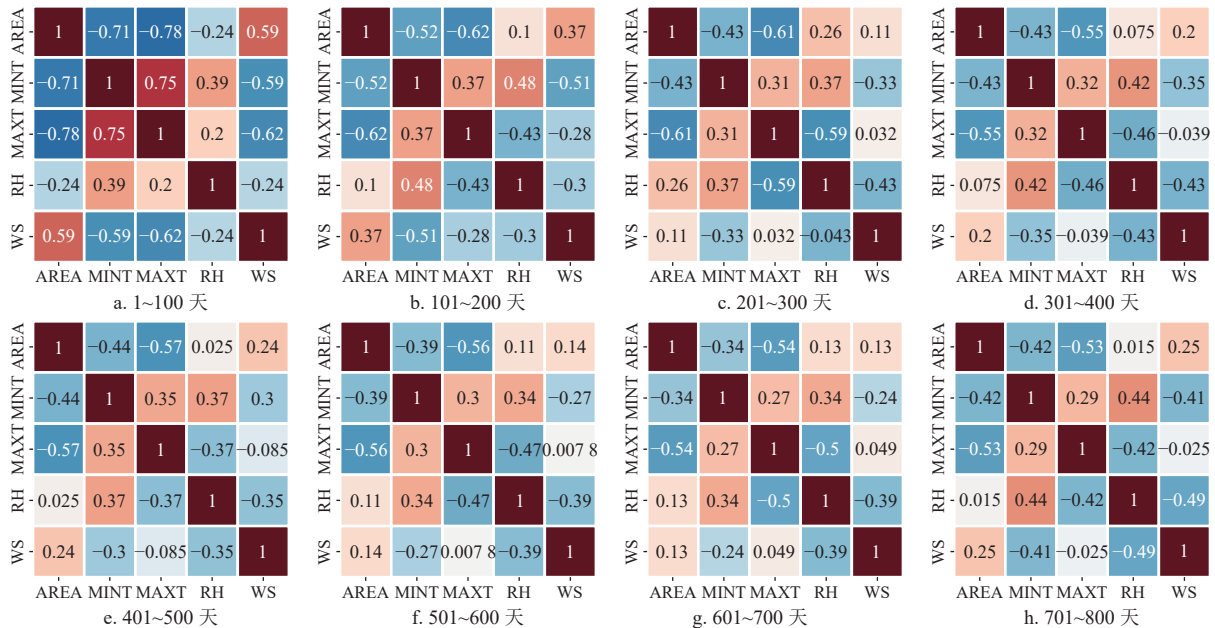 AREA 1 −0.71 −0.78 −0.24 0.59
MINT −0.71 1 0.75 0.39 −0.59
MAXT −0.78 0.75 1 0.2 −0.62
RH −0.24 0.39 0.2 1 −0.24
WS 0.59 −0.59 −0.62 −0.24 1
AREA MINT MAXT RH WS
a. 1~100 天
AREA 1 −0.52 −0.62 0.1 0.37
MINT −0.52 1 0.37 0.48 −0.51
MAXT −0.62 0.37 1 −0.43 −0.28
RH 0.1 0.48 −0.43 1 −0.3
WS 0.37 −0.51 −0.28 −0.3 1
AREA MINT MAXT RH WS
b. 101~200 天
AREA 1 −0.43 −0.61 0.26 0.11
MINT −0.43 1 0.31 0.37 −0.33
MAXT −0.61 0.31 1 −0.59 0.032
RH 0.26 0.37 −0.59 1 −0.43
WS 0.11 −0.33 0.032 −0.043 1
AREA MINT MAXT RH WS
c. 201~300 天
AREA 1 −0.43 −0.55 0.075 0.2
MINT −0.43 1 0.32 0.42 −0.35
MAXT −0.55 0.32 1 −0.46 −0.039
RH 0.075 0.42 −0.46 1 −0.43
WS 0.2 −0.35 −0.039 −0.43 1
AREA MINT MAXT RH WS
d. 301~400 天
AREA 1 −0.44 −0.57 0.025 0.24
MINT −0.44 1 0.35 0.37 0.3
MAXT −0.57 0.35 1 −0.37 −0.085
RH 0.025 0.37 −0.37 1 −0.35
WS 0.24 −0.3 −0.085 −0.35 1
AREA MINT MAXT RH WS
e. 401~500 天
AREA 1 −0.39 −0.56 0.11 0.14
MINT −0.39 1 0.3 0.34 −0.27
MAXT −0.56 0.3 1 −0.47 0.007 8
RH 0.11 0.34 −0.47 1 −0.39
WS 0.14 −0.27 0.007 8 −0.39 1
AREA MINT MAXT RH WS
f. 501~600 天
AREA 1 −0.34 −0.54 0.13 0.13
MINT −0.34 1 0.27 0.34 −0.24
MAXT −0.54 0.27 1 −0.5 0.049
RH 0.13 0.34 −0.5 1 −0.39
WS 0.13 −0.24 0.049 −0.39 1
AREA MINT MAXT RH WS
g. 601~700 天
AREA 1 −0.42 −0.53 0.015 0.25
MINT −0.42 1 0.29 0.44 −0.41
MAXT −0.53 0.29 1 −0.42 −0.025
RH 0.015 0.44 −0.42 1 −0.49
WS 0.25 −0.41 −0.025 −0.49 1
AREA MINT MAXT RH WS
h. 701~800 天